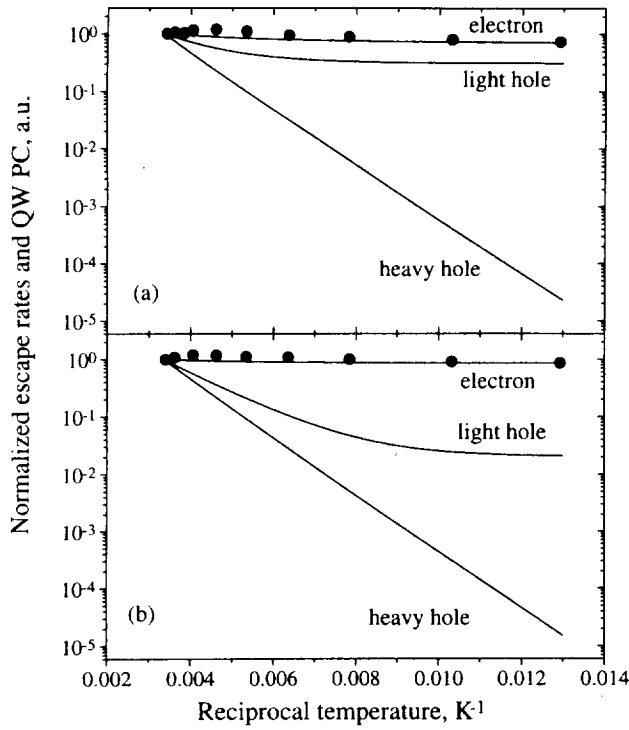 Normalized escape rates and QW PC, a.u.
10⁰
10⁻¹
10⁻²
10⁻³
10⁻⁴
10⁻⁵
electron
light hole
heavy hole
(a)
10⁰
10⁻¹
10⁻²
10⁻³
10⁻⁴
10⁻⁵
electron
light hole
heavy hole
(b)
0.002 0.004 0.006 0.008 0.010 0.012 0.014
Reciprocal temperature, K⁻¹